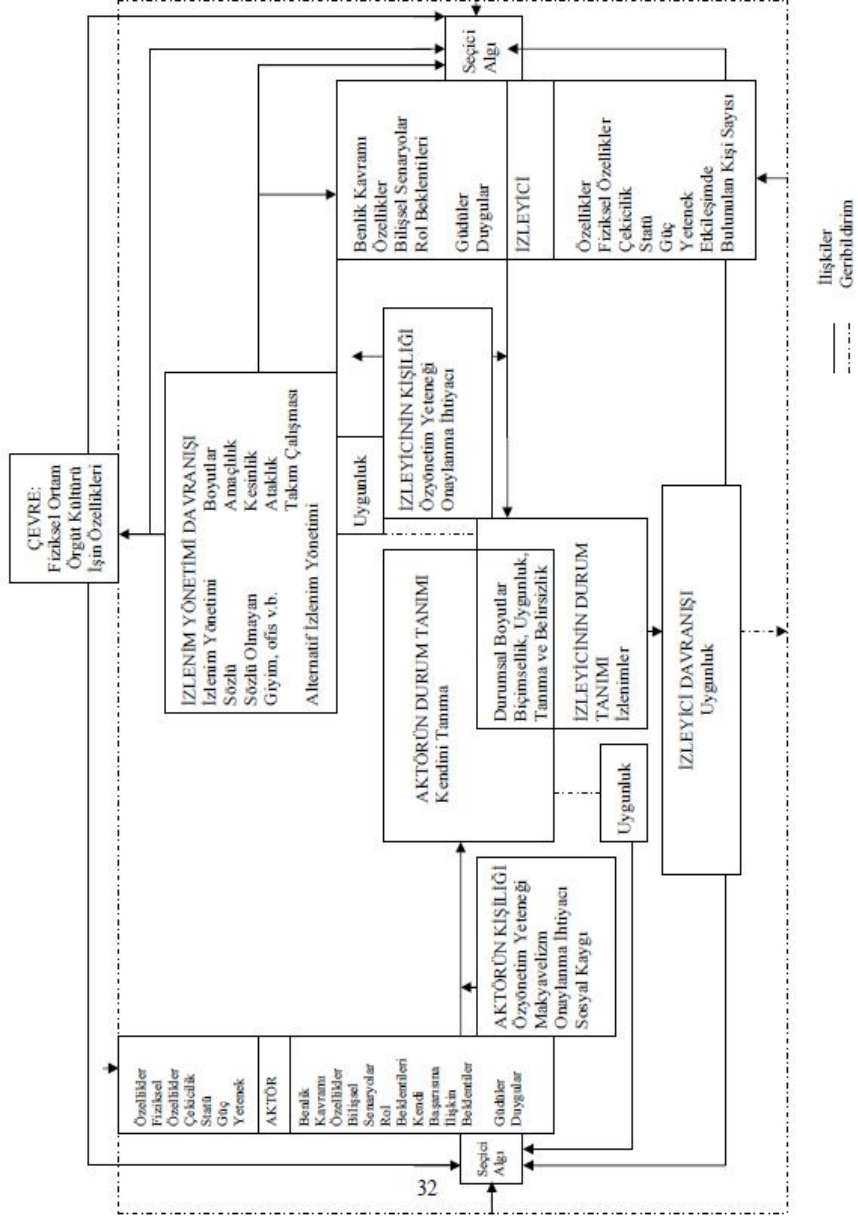 ÇEVRE:
Fiziksel Ortam
Örgüt Kültürü
İşin Özellikleri
Özellikler
Fiziksel
Özellikler
Çekicilik
Statü
Güç
Yetenek
AKTÖR
Benlik
Kavramı
Özellikler
Bilişsel
Senaryolar
Rol
Beklentileri
Kendi
Başarısına
İlişkin
Beklentiler
Güdüler
Duygular
Seçici
Algı
AKTÖRÜN KİŞİLİĞİ
Özyönetim Yeteneği
Makyavelizm
Onaylanma İhtiyacı
Sosyal Kaygı
İZLENİM YÖNETİMİ DAVRANIŞI
İzlenim Yönetimi Boyutlar
Sözlü Amaçlılık
Sözlü Olmayan Kesinlik
Giyim, ofis v.b. Ataklık
Takım Çalışması
Alternatif İzlenim Yönetimi
Uygunluk
AKTÖRÜN DURUM TANIMI
Kendini Tanıma
Durumsal Boyutlar
Biçimsellik, Uygunluk,
Tanıma ve Belirsizlik
İZLEYİCİNİN DURUM
TANIMI
İzlenimler
Uygunluk
İZLEYİCİNİN KİŞİLİĞİ
Özyönetim Yeteneği
Onaylanma İhtiyacı
Benlik Kavramı
Özellikler
Bilişsel Senaryolar
Rol Beklentileri
Güdüler
Duygular
İZLEYİCİ
Özellikler
Fiziksel Özellikler
Çekicilik
Statü
Güç
Yetenek
Etkileşimde
Bulunulan Kişi Sayısı
Seçici
Algı
İZLEYİCİ DAVRANIŞI
Uygunluk
İlişkiler
Geribildirim
32